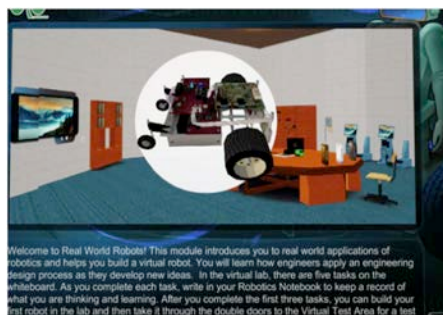 Welcome to Real World Robots! This module introduces you to real world applications of
robotics and helps you build a virtual robot. You will learn how engineers apply an engineering
design process as they develop new ideas.  In the virtual lab, there are five tasks on the
whiteboard. As you complete each task, write in your Robotics Notebook to keep a record of
what you are thinking and learning. After you complete the first three tasks, you can build your
first robot in the lab and then take it through the double doors to the Virtual Test Area for a test